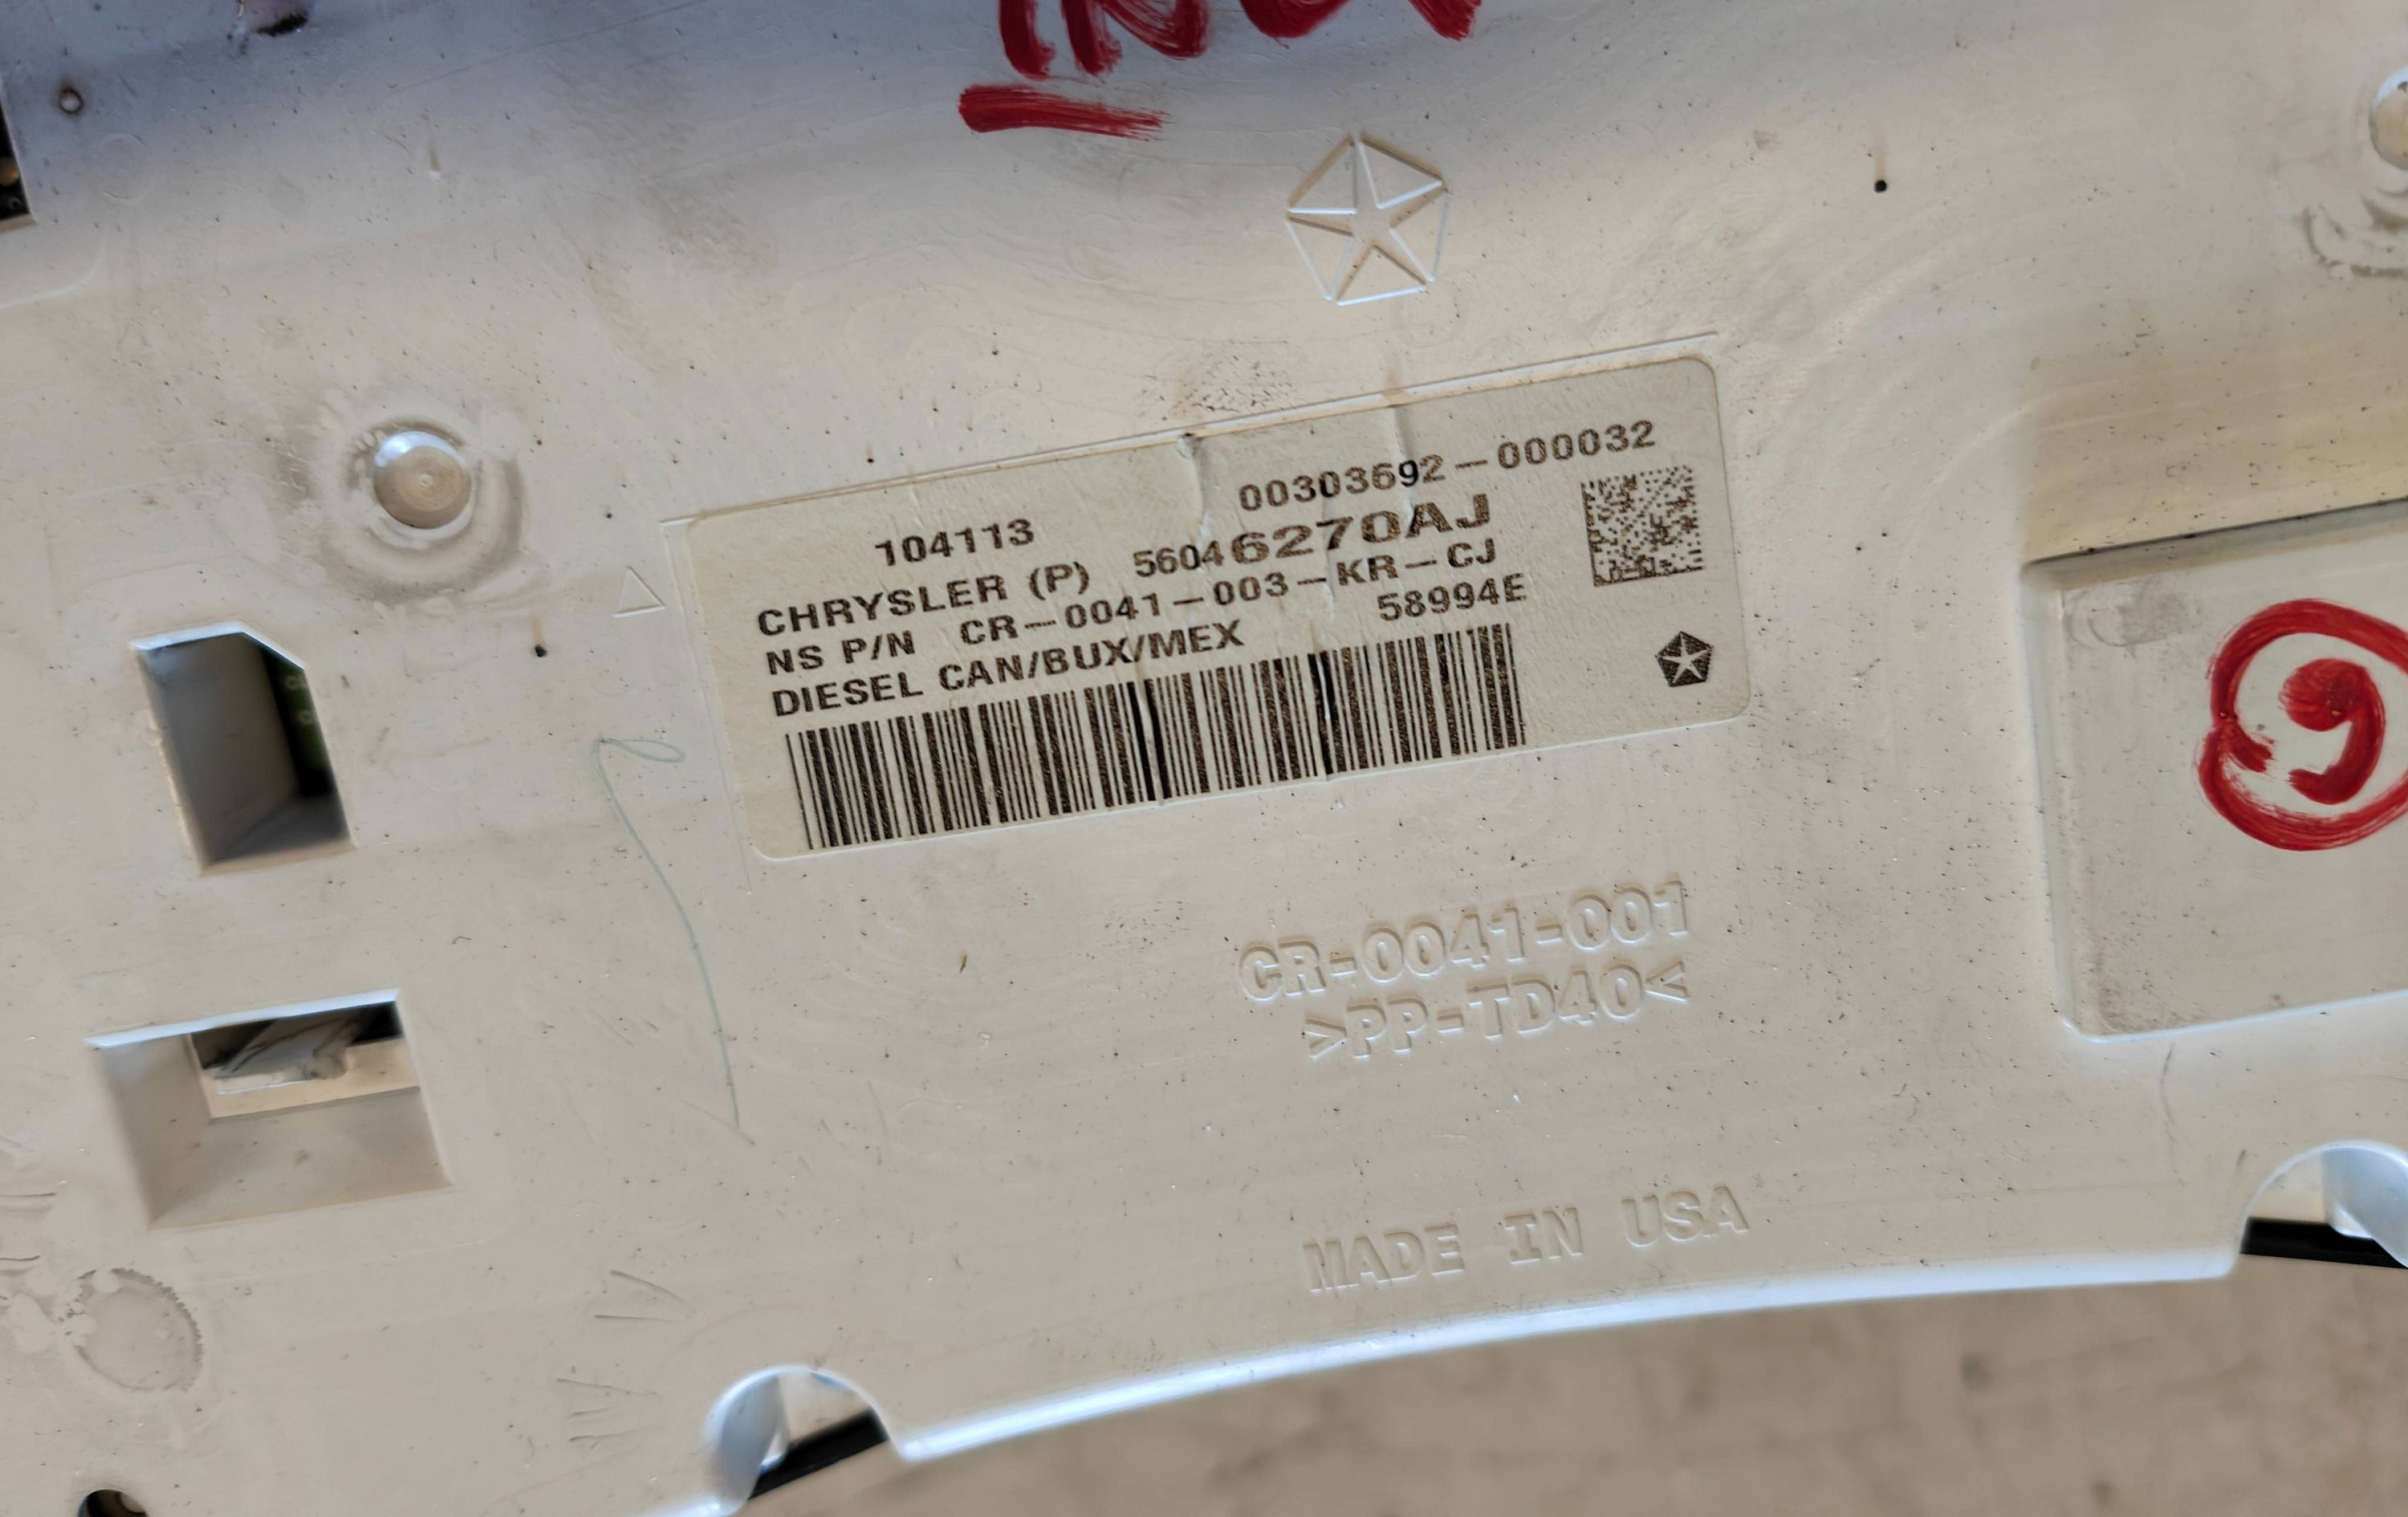 104113 00303692-000032
CHRYSLER (P) 56046270AJ
NS P/N CR-0041-003-KR-CJ
DIESEL CAN/BUX/MEX 58994E
CR-0041-001
>PP-TD40<
MADE IN USA